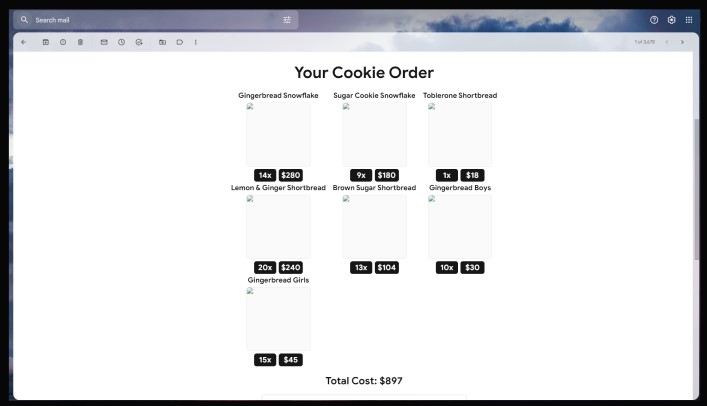 Search mail
1 of 3,675
Your Cookie Order
Gingerbread Snowflake
Sugar Cookie Snowflake
Toblerone Shortbread
14x $280
9x $180
1x $18
Lemon & Ginger Shortbread
Brown Sugar Shortbread
Gingerbread Boys
20x $240
13x $104
10x $30
Gingerbread Girls
15x $45
Total Cost: $897